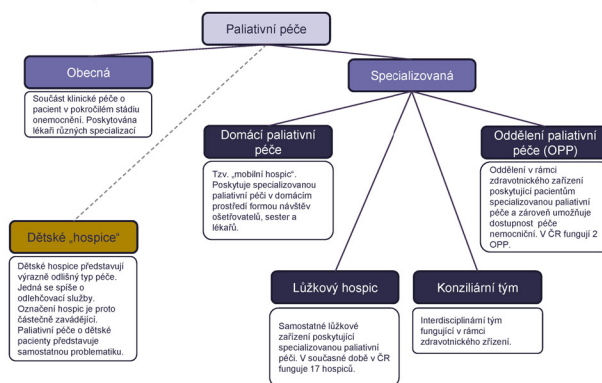 Paliativní péče
Obecná
Součást klinické péče o
pacient v pokročilém stádiu
onemocnění. Poskytována
lékaři různých specializací
Specializovaná
Domácí paliativní
péče
Tzv. „mobilní hospic“.
Poskytuje specializovanou
paliativní péči v domácím
prostředí formou návštěv
ošetřovatelů, sester a
lékařů.
Oddělení paliativní
péče (OPP)
Oddělení v rámci
zdravotnického zařízení
poskytující pacientům
specializovanou paliativní
péče a zároveň umožňuje
dostupnost péče
nemocniční. V ČR fungují 2
OPP.
Dětské „hospice“
Dětské hospice představují
výrazně odlišný typ péče.
Jedná se spíše o
odlehčovací služby.
Označení hospic je proto
částečně zavádějící.
Paliativní péče o dětské
pacienty představuje
samostatnou problematiku.
Lůžkový hospic
Samostatné lůžkové
zařízení poskytující
specializovanou paliativní
péči. V současné době v ČR
funguje 17 hospiců.
Konziliární tým
Interdisciplinární tým
fungující v rámci
zdravotnického zřízení.